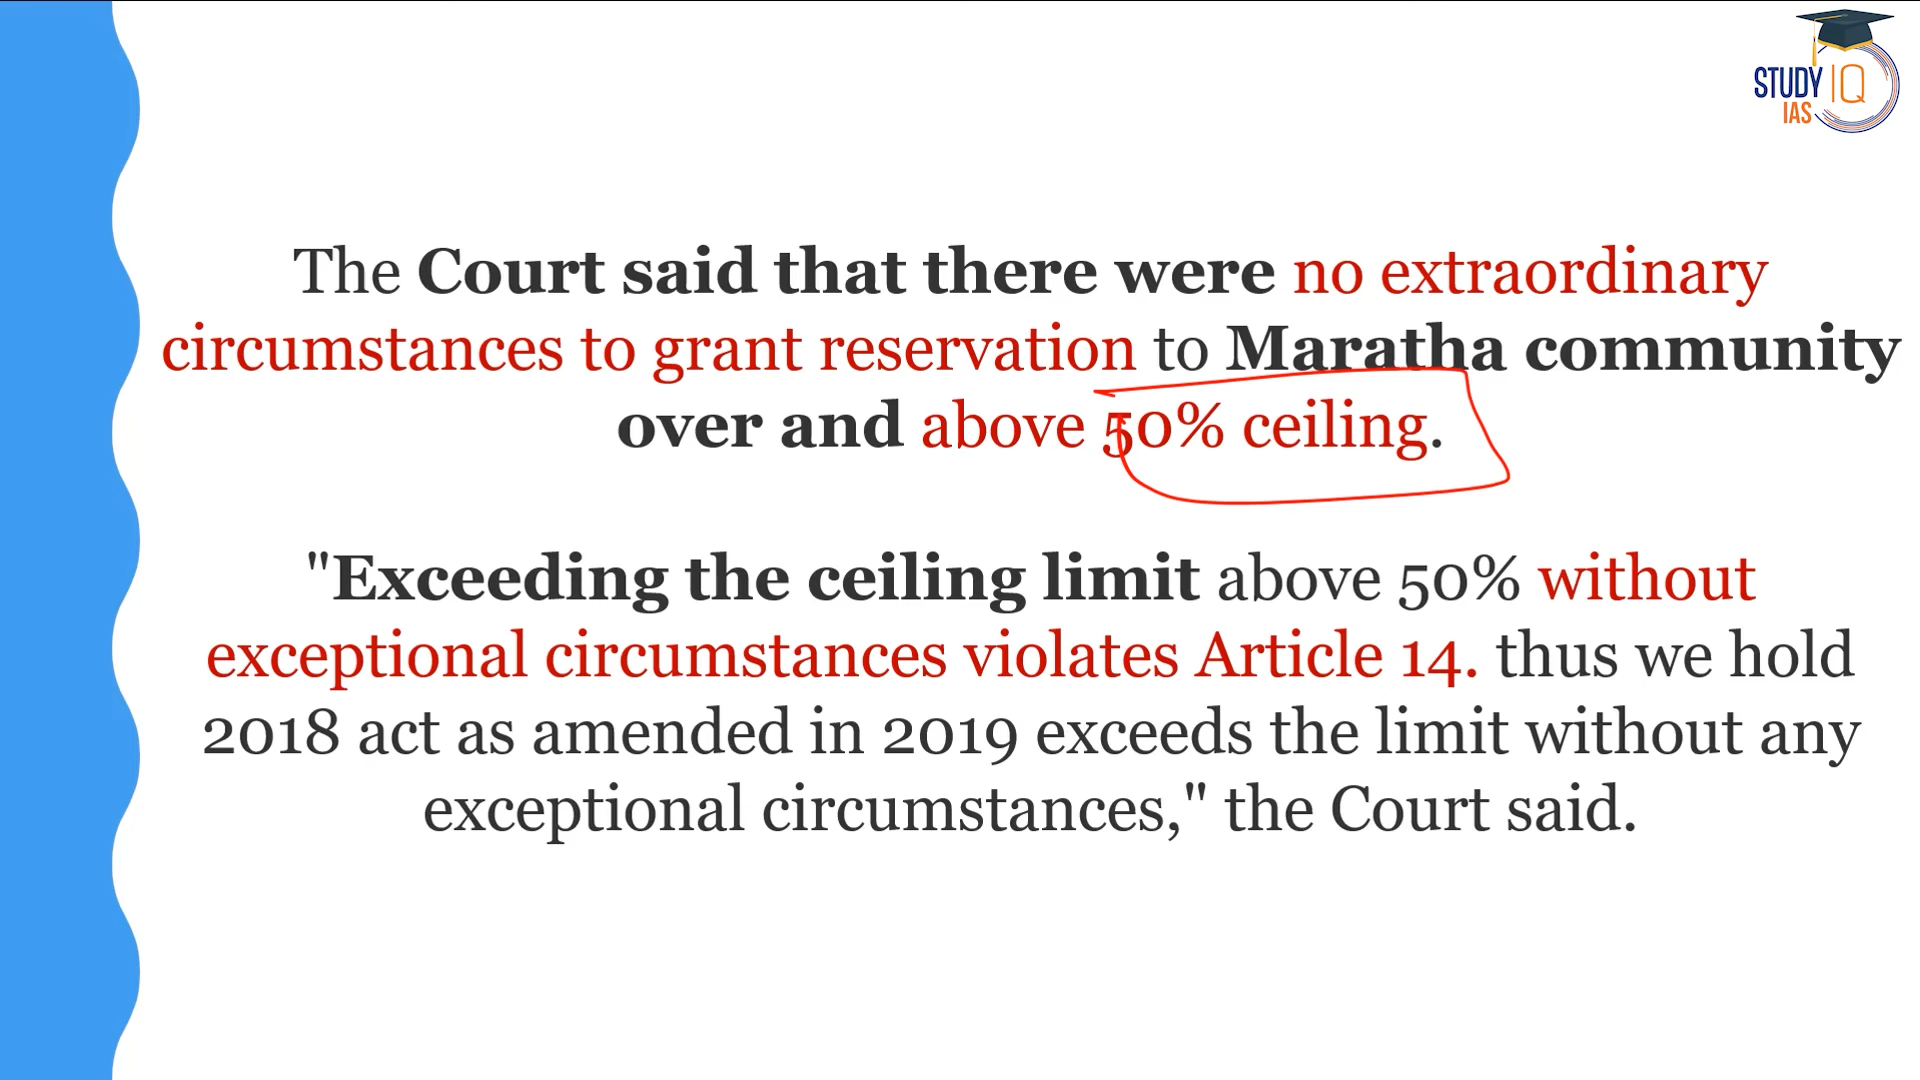 STUDY IQ
IAS
The Court said that there were no extraordinary
circumstances to grant reservation to Maratha community
over and above 50% ceiling.
"Exceeding the ceiling limit above 50% without
exceptional circumstances violates Article 14. thus we hold
2018 act as amended in 2019 exceeds the limit without any
exceptional circumstances," the Court said.